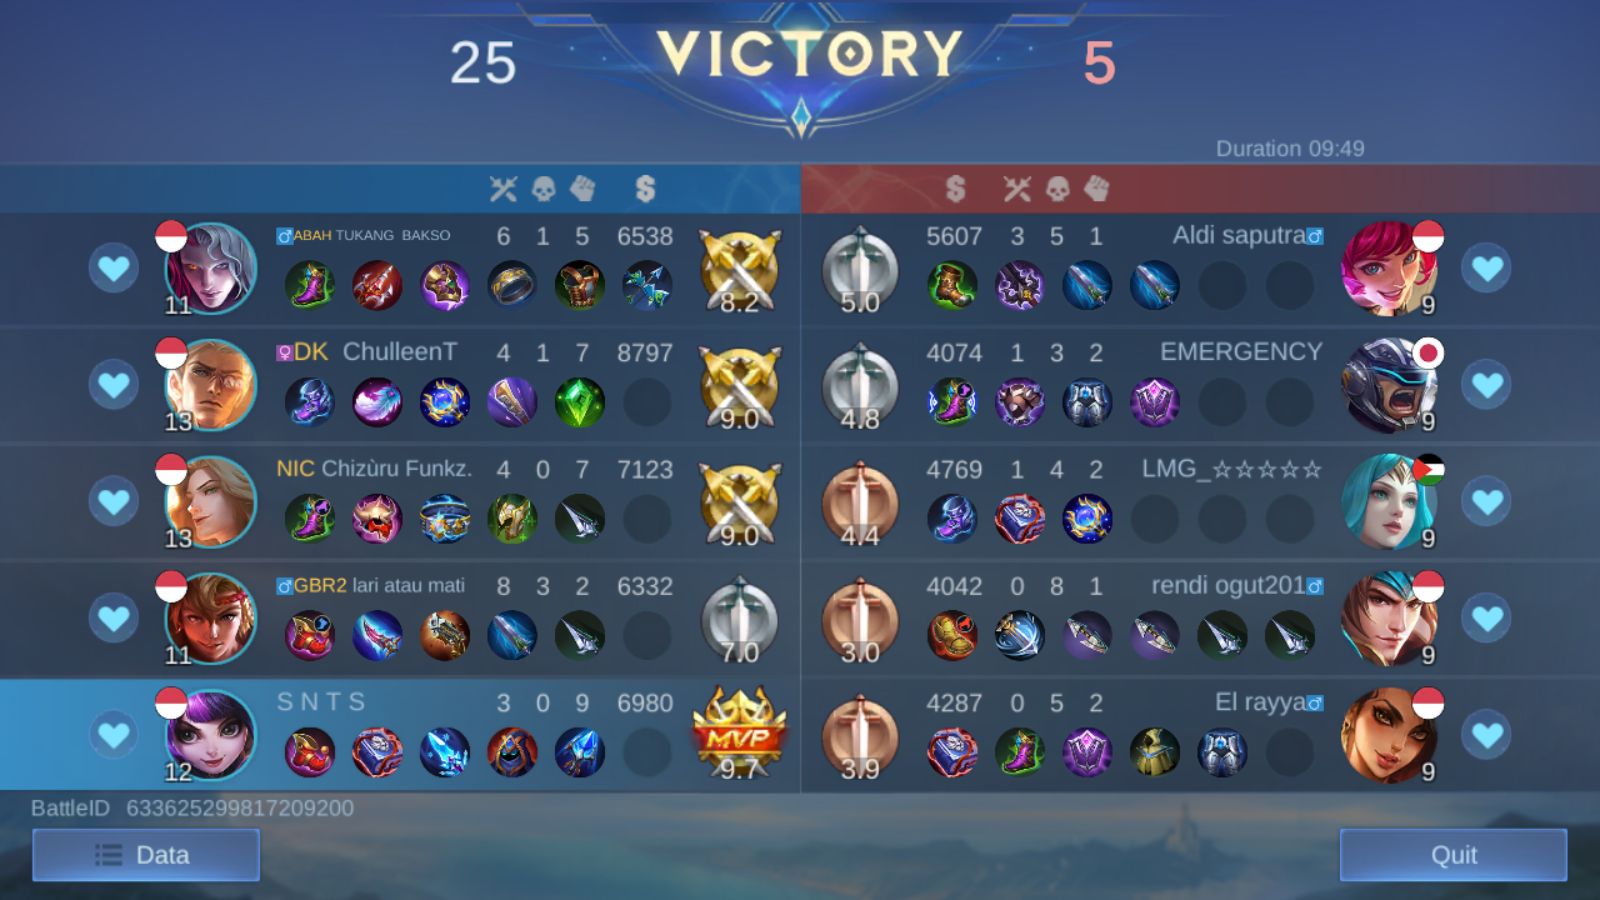 25 VICTORY 5
Duration 09:49
ABAH TUKANG BAKSO 6 1 5 6538
11 8.2
5607 3 5 1 Aldi saputra
5.0 9
DK ChulleenT 4 1 7 8797
13 9.0
4074 1 3 2 EMERGENCY
4.8 9
NIC Chizùru Funkz. 4 0 7 7123
13 9.0
4769 1 4 2 LMG_☆☆☆☆☆
4.4 9
GBR2 lari atau mati 8 3 2 6332
11 7.0
4042 0 8 1 rendi ogut201
3.0 9
S N T S 3 0 9 6980
12 MVP 9.7
4287 0 5 2 El rayya
3.9 9
BattleID 633625299817209200
Data
Quit